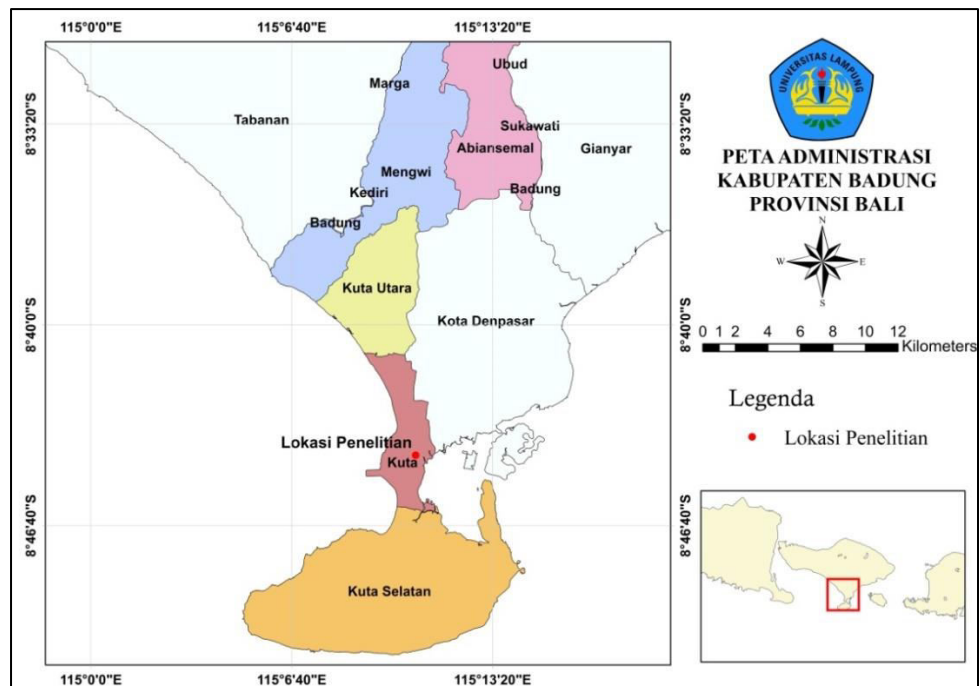 115°0'0"E 115°6'40"E 115°13'20"E
Ubud
Marga
8°33'20"S
Tabanan
Sukawati
8°33'20"S
Abiansemal
Gianyar
Mengwi
Kediri
Badung
Badung
Kuta Utara
8°40'0"S
Kota Denpasar
8°40'0"S
Lokasi Penelitian
Kuta
8°46'40"S
8°46'40"S
Kuta Selatan
115°0'0"E 115°6'40"E 115°13'20"E
UNIVERSITAS LAMPUNG
PETA ADMINISTRASI
KABUPATEN BADUNG
PROVINSI BALI
N
W E
S
0 1 2 4 6 8 10 12
Kilometers
Legenda
Lokasi Penelitian